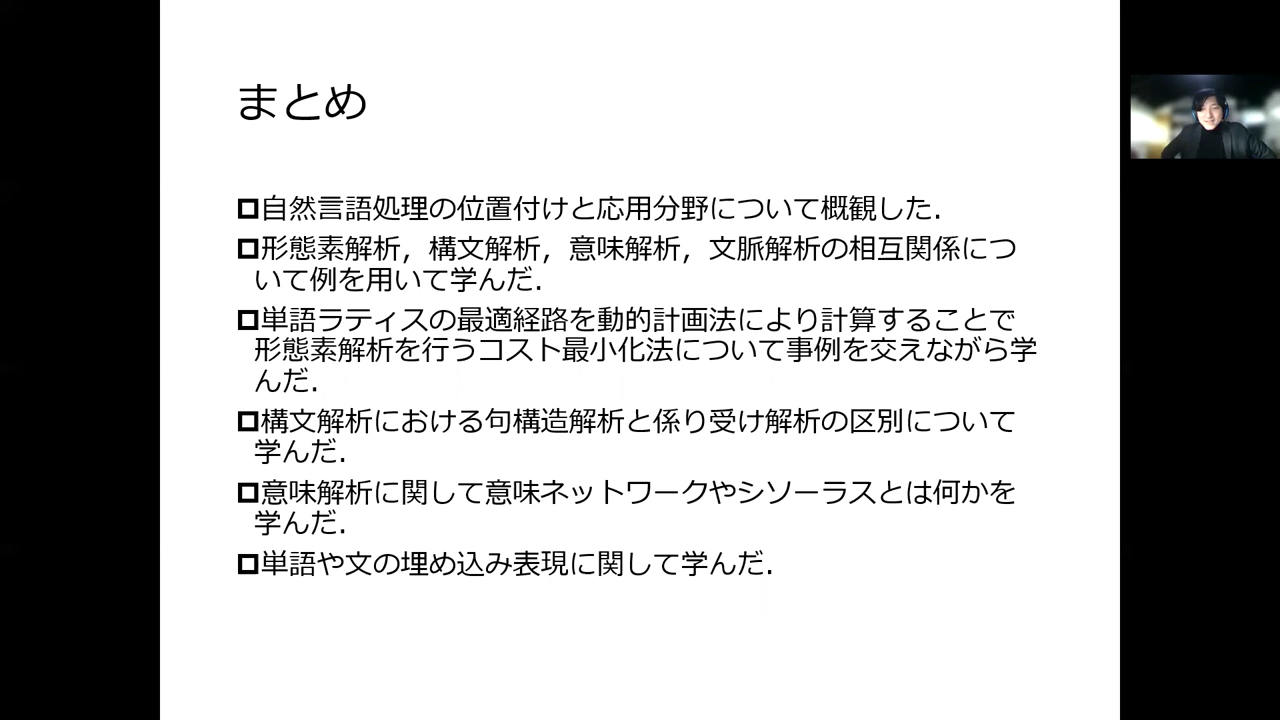 まとめ
自然言語処理の位置付けと応用分野について概観した.
形態素解析，構文解析，意味解析，文脈解析の相互関係につ
いて例を用いて学んだ.
単語ラティスの最適経路を動的計画法により計算することで
形態素解析を行うコスト最小化法について事例を交えながら学
んだ.
構文解析における句構造解析と係り受け解析の区別について
学んだ.
意味解析に関して意味ネットワークやシソーラスとは何かを
学んだ.
単語や文の埋め込み表現に関して学んだ.